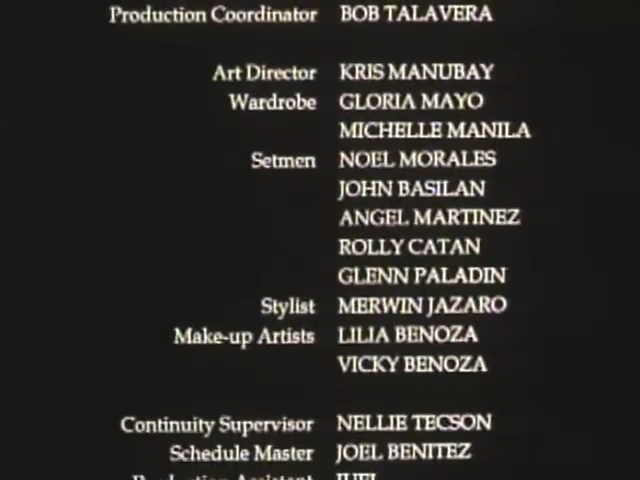 Production Coordinator BOB TALAVERA
Art Director KRIS MANUBAY
Wardrobe GLORIA MAYO
MICHELLE MANILA
Setmen NOEL MORALES
JOHN BASILAN
ANGEL MARTINEZ
ROLLY CATAN
GLENN PALADIN
Stylist MERWIN JAZARO
Make-up Artists LILIA BENOZA
VICKY BENOZA
Continuity Supervisor NELLIE TECSON
Schedule Master JOEL BENITEZ
Production Assistant